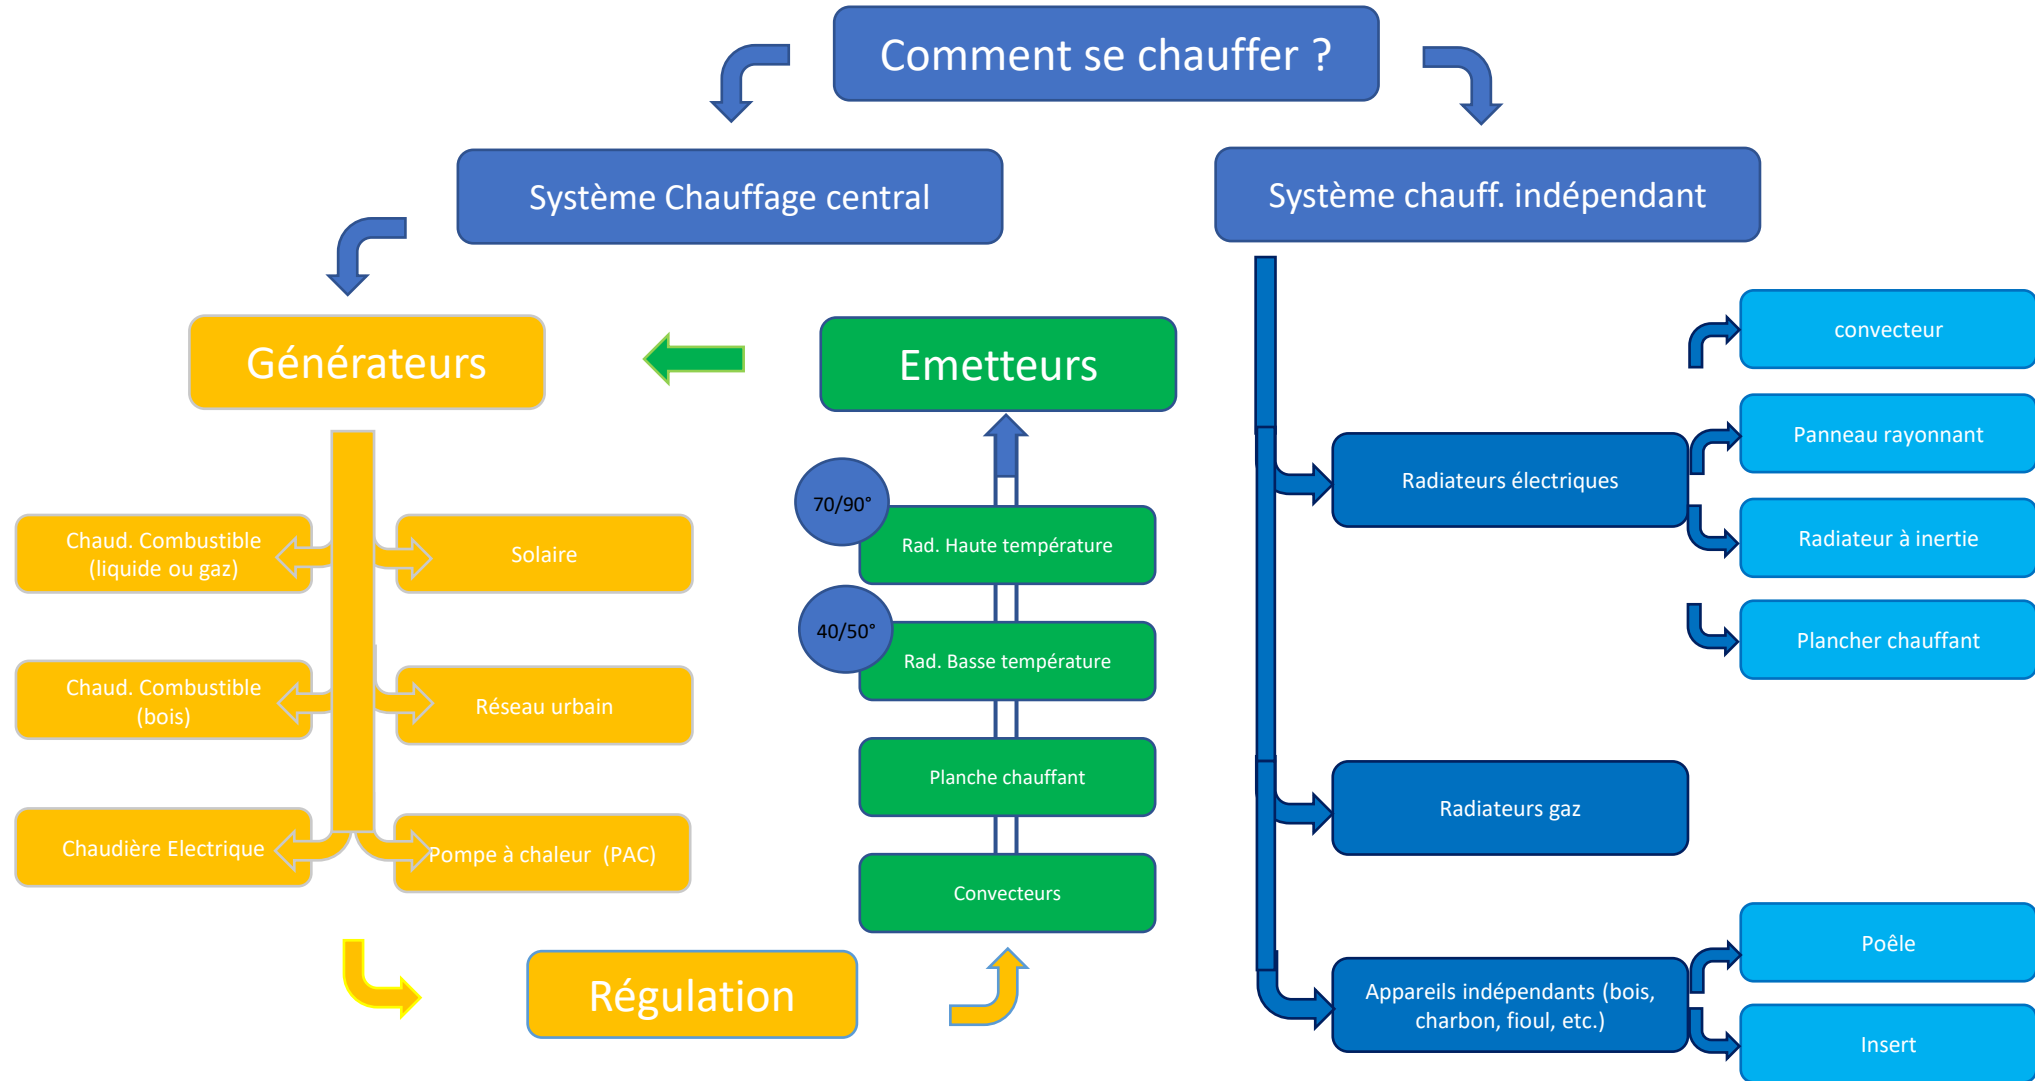 Comment se chauffer ?
Système Chauffage central
Système chauff. indépendant
Générateurs
Emetteurs
Chaud. Combustible
(liquide ou gaz)
Solaire
Chaud. Combustible
(bois)
Réseau urbain
Chaudière Electrique
Pompe à chaleur (PAC)
Régulation
70/90°
Rad. Haute température
40/50°
Rad. Basse température
Planche chauffant
Convecteurs
Radiateurs électriques
convecteur
Panneau rayonnant
Radiateur à inertie
Plancher chauffant
Radiateurs gaz
Appareils indépendants (bois,
charbon, fioul, etc.)
Poêle
Insert